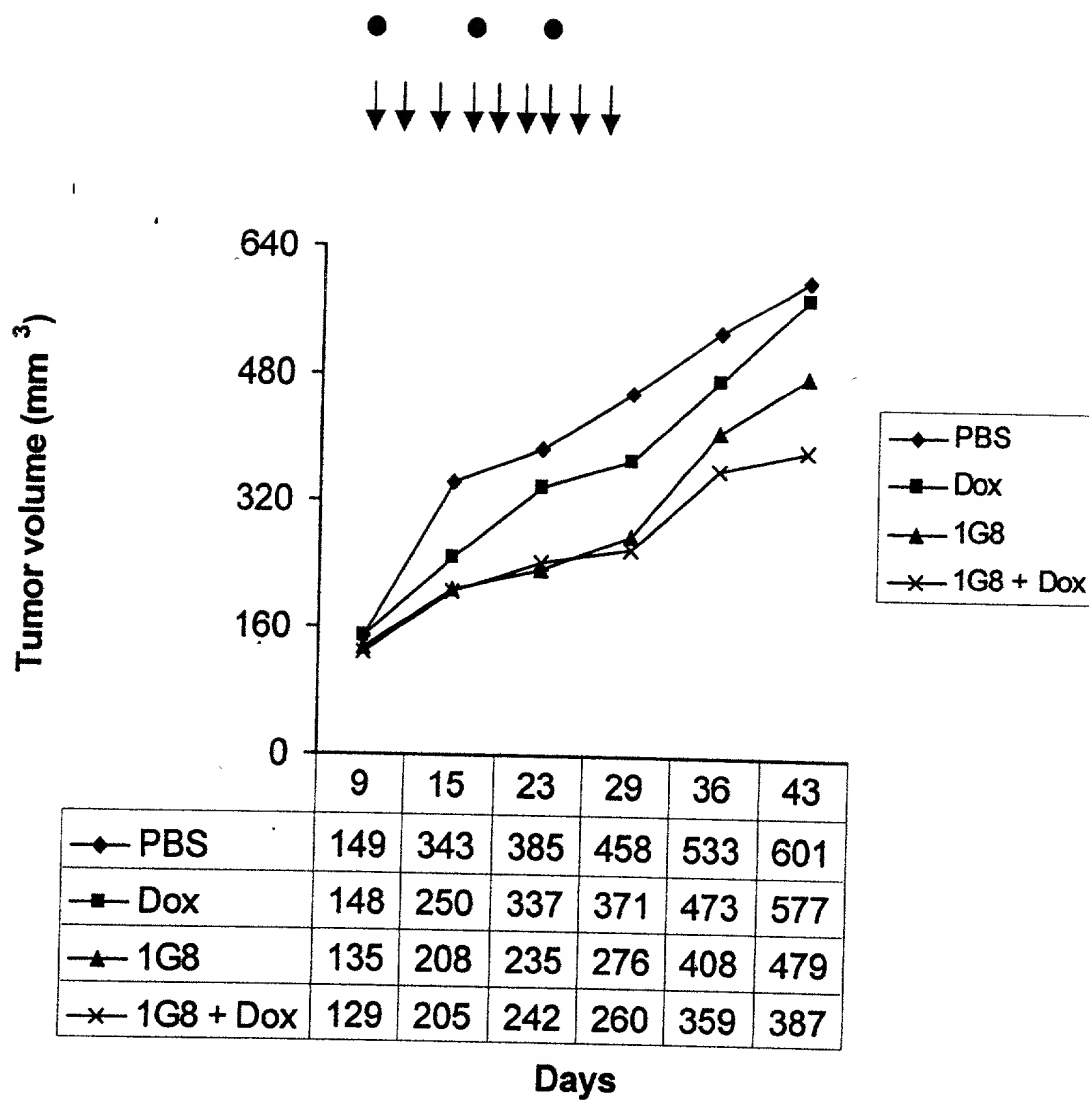 Tumor volume (mm 3)
640
480
320
160
0
PBS
Dox
1G8
1G8 + Dox
9 15 23 29 36 43
PBS 149 343 385 458 533 601
Dox 148 250 337 371 473 577
1G8 135 208 235 276 408 479
1G8 + Dox 129 205 242 260 359 387
Days